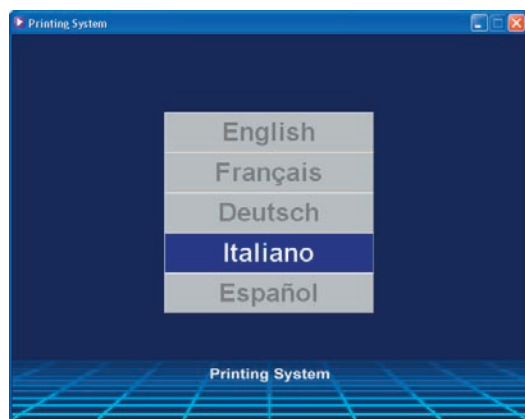 Printing System
English
Français
Deutsch
Italiano
Español
Printing System